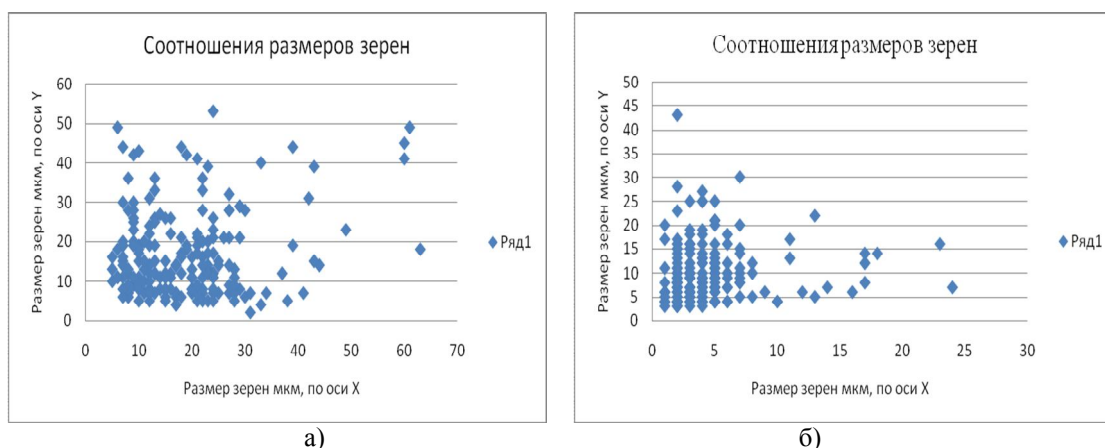 Соотношения размеров зерен
Размер зерен мкм, по оси Y
60
50
40
30
20
10
0
0 10 20 30 40 50 60 70
Размер зерен мкм, по оси X
Ряд1
а)
Соотношения размеров зерен
Размер зерен мкм, по оси Y
50
45
40
35
30
25
20
15
10
5
0
0 5 10 15 20 25 30
Размер зерен мкм, по оси X
Ряд1
б)